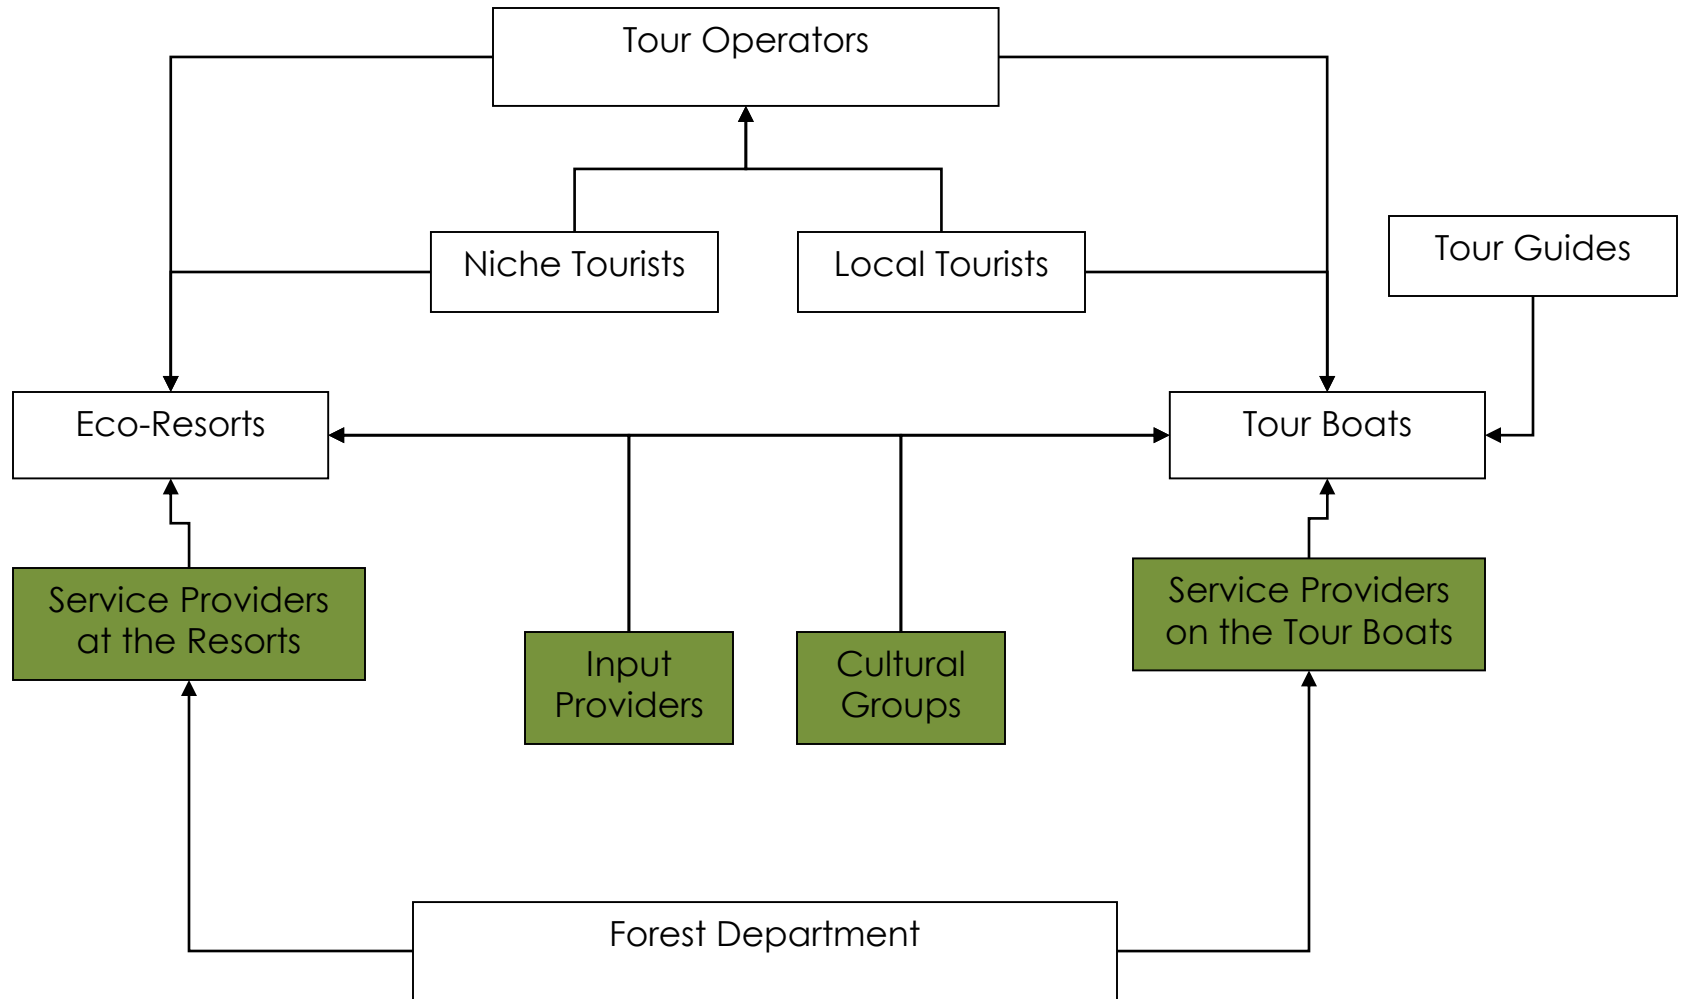 Tour Operators
Niche Tourists
Local Tourists
Tour Guides
Eco-Resorts
Tour Boats
Service Providers
at the Resorts
Input
Providers
Cultural
Groups
Service Providers
on the Tour Boats
Forest Department